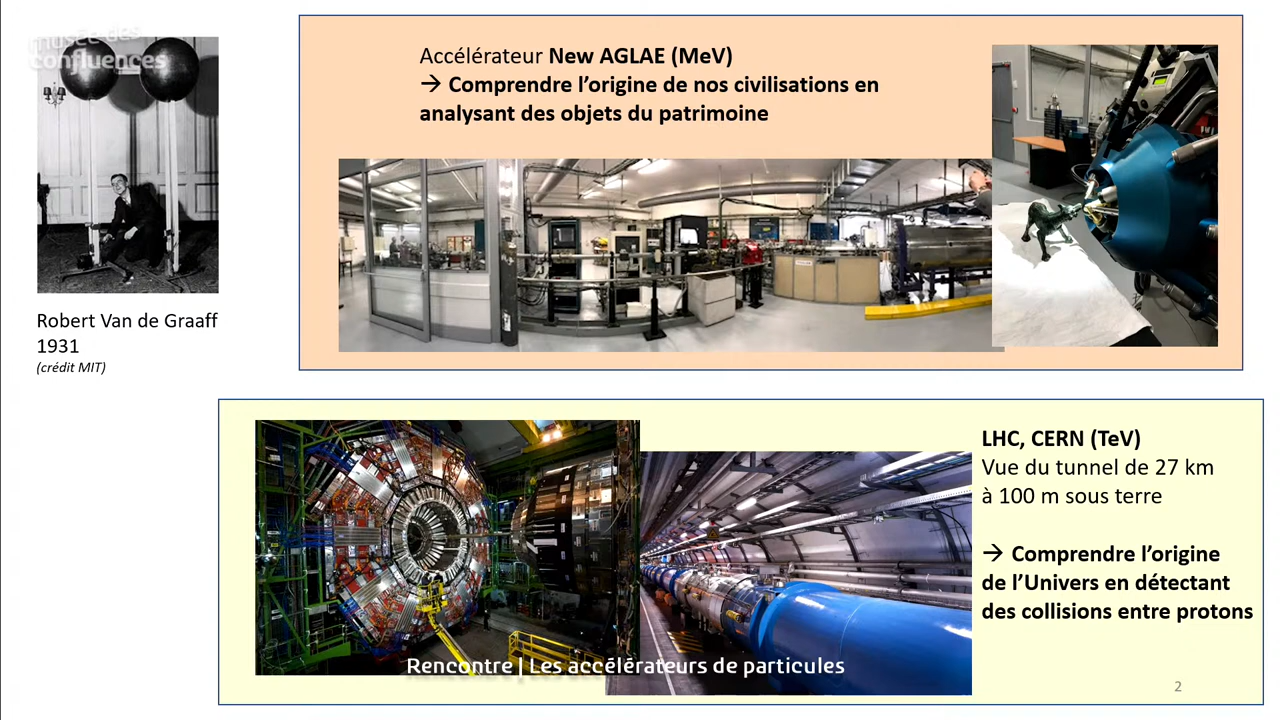 musée des
confluences
Robert Van de Graaff
1931
(crédit MIT)
Accélérateur New AGLAE (MeV)
→ Comprendre l’origine de nos civilisations en
analysant des objets du patrimoine
LHC, CERN (TeV)
Vue du tunnel de 27 km
à 100 m sous terre
→ Comprendre l’origine
de l’Univers en détectant
des collisions entre protons
Rencontre | Les accélérateurs de particules
2